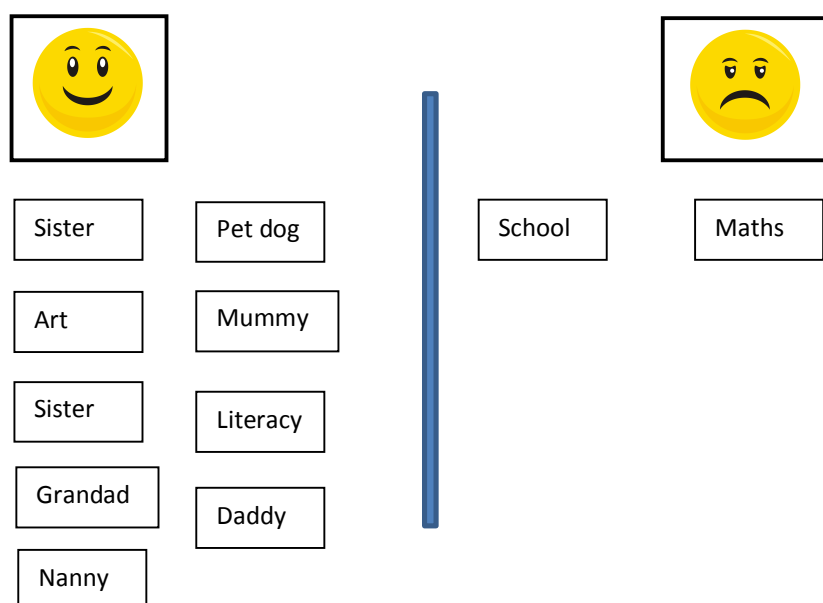 Sister
Pet dog
School
Maths
Art
Mummy
Sister
Literacy
Grandad
Daddy
Nanny